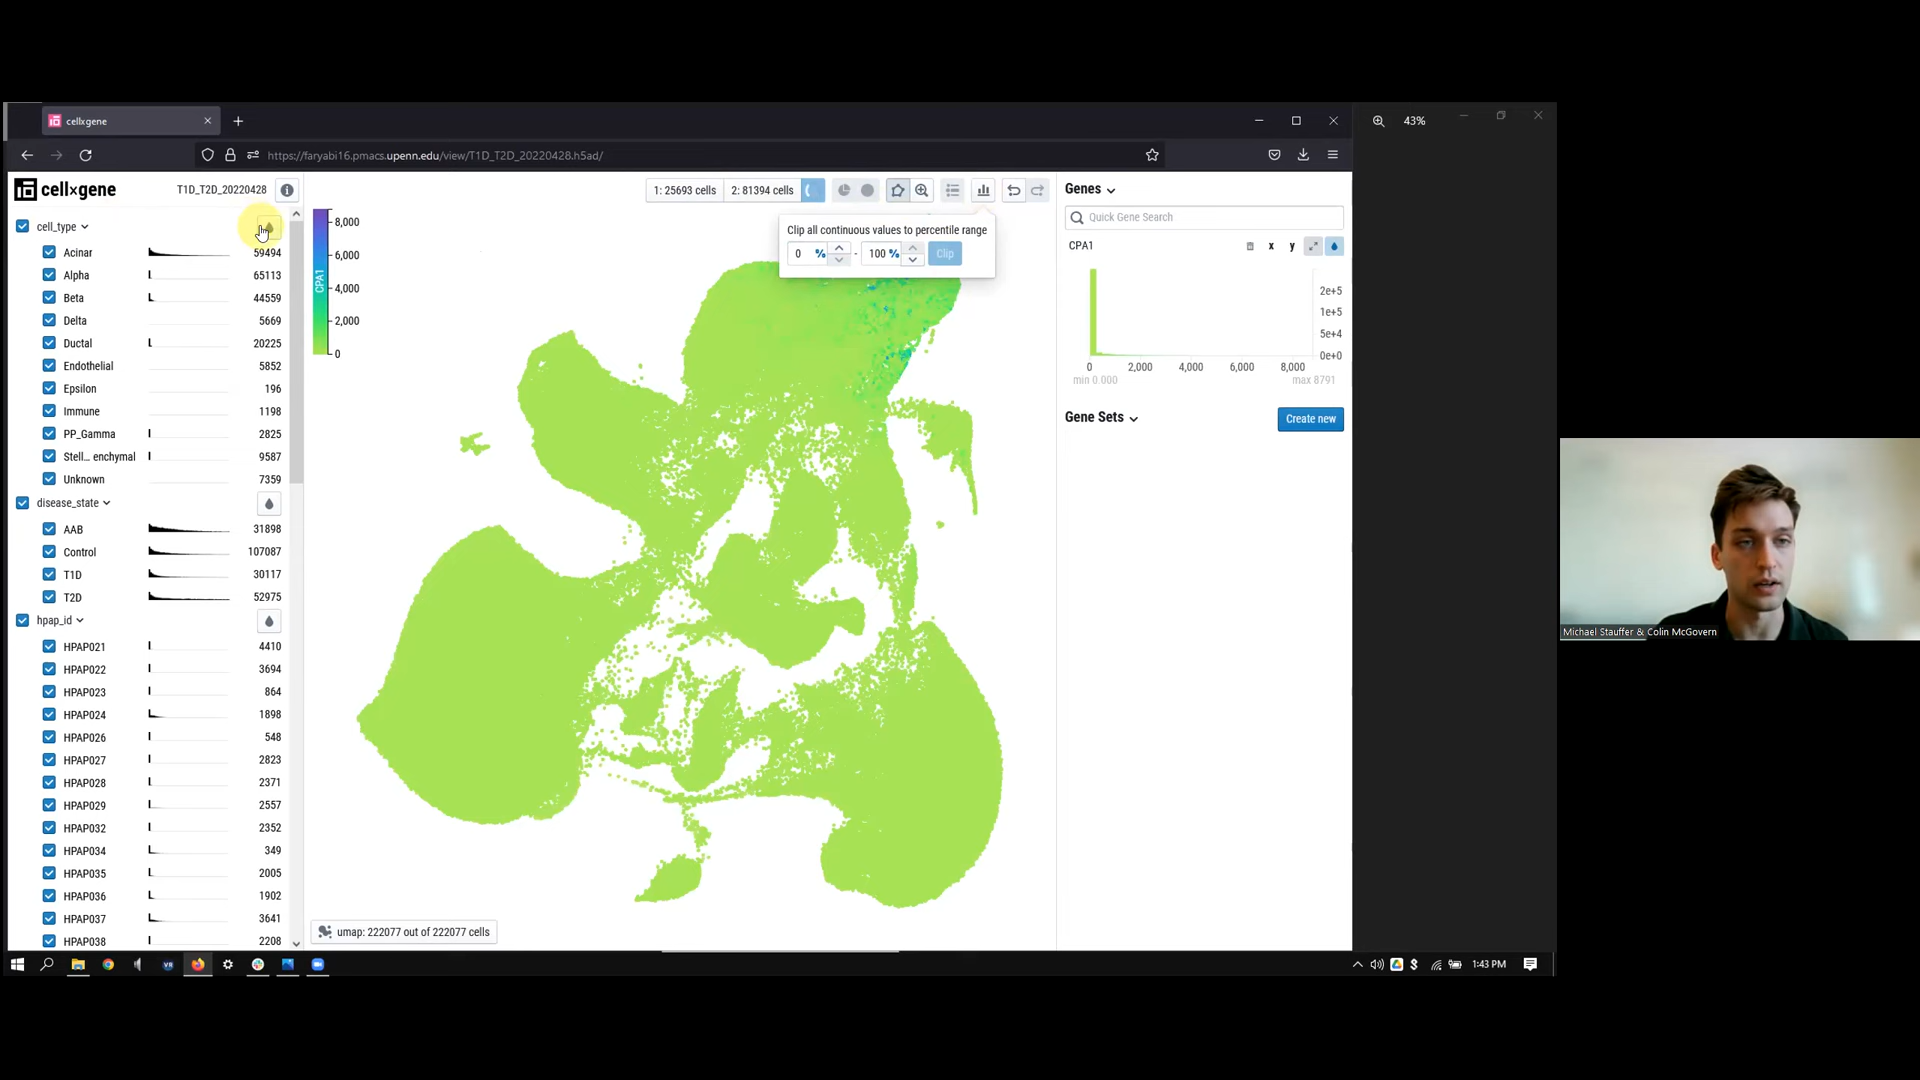 cellxgene
43%
https://faryabi16.pmacs.upenn.edu/view/T1D_T2D_20220428.h5ad/
cell×gene
T1D_T2D_20220428
1: 25693 cells
2: 81394 cells
Genes
Quick Gene Search
cell_type
Acinar 59494
Alpha 65113
Beta 44559
Delta 5669
Ductal 20225
Endothelial 5852
Epsilon 196
Immune 1198
PP_Gamma 2825
Stell... enchymal 9587
Unknown 7359
disease_state
AAB 31898
Control 107087
T1D 30117
T2D 52975
hpap_id
HPAP021 4410
HPAP022 3694
HPAP023 864
HPAP024 1898
HPAP026 548
HPAP027 2823
HPAP028 2371
HPAP029 2557
HPAP032 2352
HPAP034 349
HPAP035 2005
HPAP036 1902
HPAP037 3641
HPAP038 2208
CPA1
8,000
6,000
4,000
2,000
0
Clip all continuous values to percentile range
0 % - 100 % Clip
umap: 222077 out of 222077 cells
CPA1 x y
2e+5
1e+5
5e+4
0e+0
0 2,000 4,000 6,000 8,000
min 0.000 max 8791
Gene Sets
Create new
Michael Stauffer & Colin McGovern
VR
1:43 PM